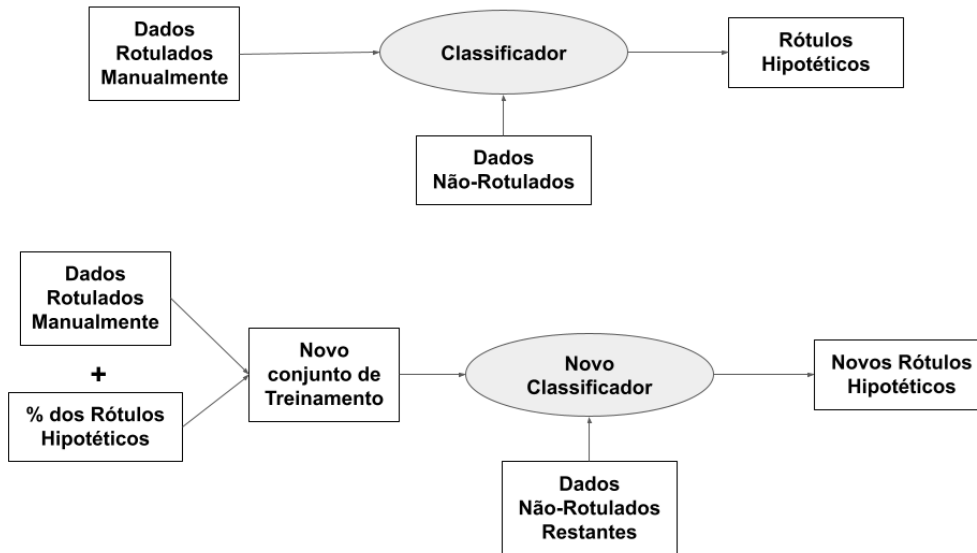 Dados
Rotulados
Manualmente
Classificador
Rótulos
Hipotéticos
Dados
Não-Rotulados
Dados
Rotulados
Manualmente
+
% dos Rótulos
Hipotéticos
Novo
conjunto de
Treinamento
Novo
Classificador
Novos Rótulos
Hipotéticos
Dados
Não-Rotulados
Restantes